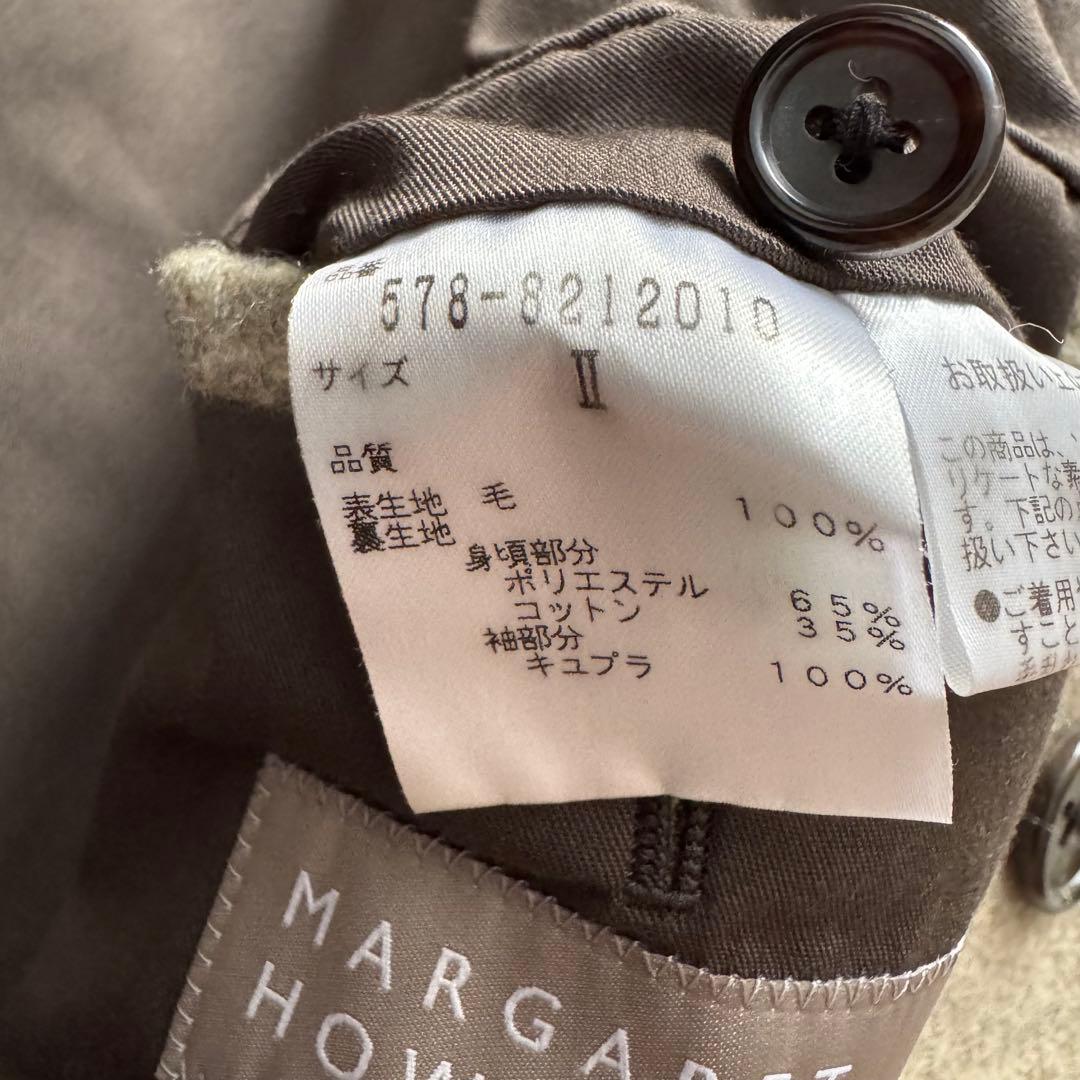 品番
578-8212010
サイズ II
品質
表生地 毛 100%
裏生地
身頃部分
ポリエステル 65%
コットン 35%
袖部分
キュプラ 100%
お取扱い上
この商品は、
リケートな素
す。下記の
扱い下さい
●ご着用
すこと
MARGARET
HOW